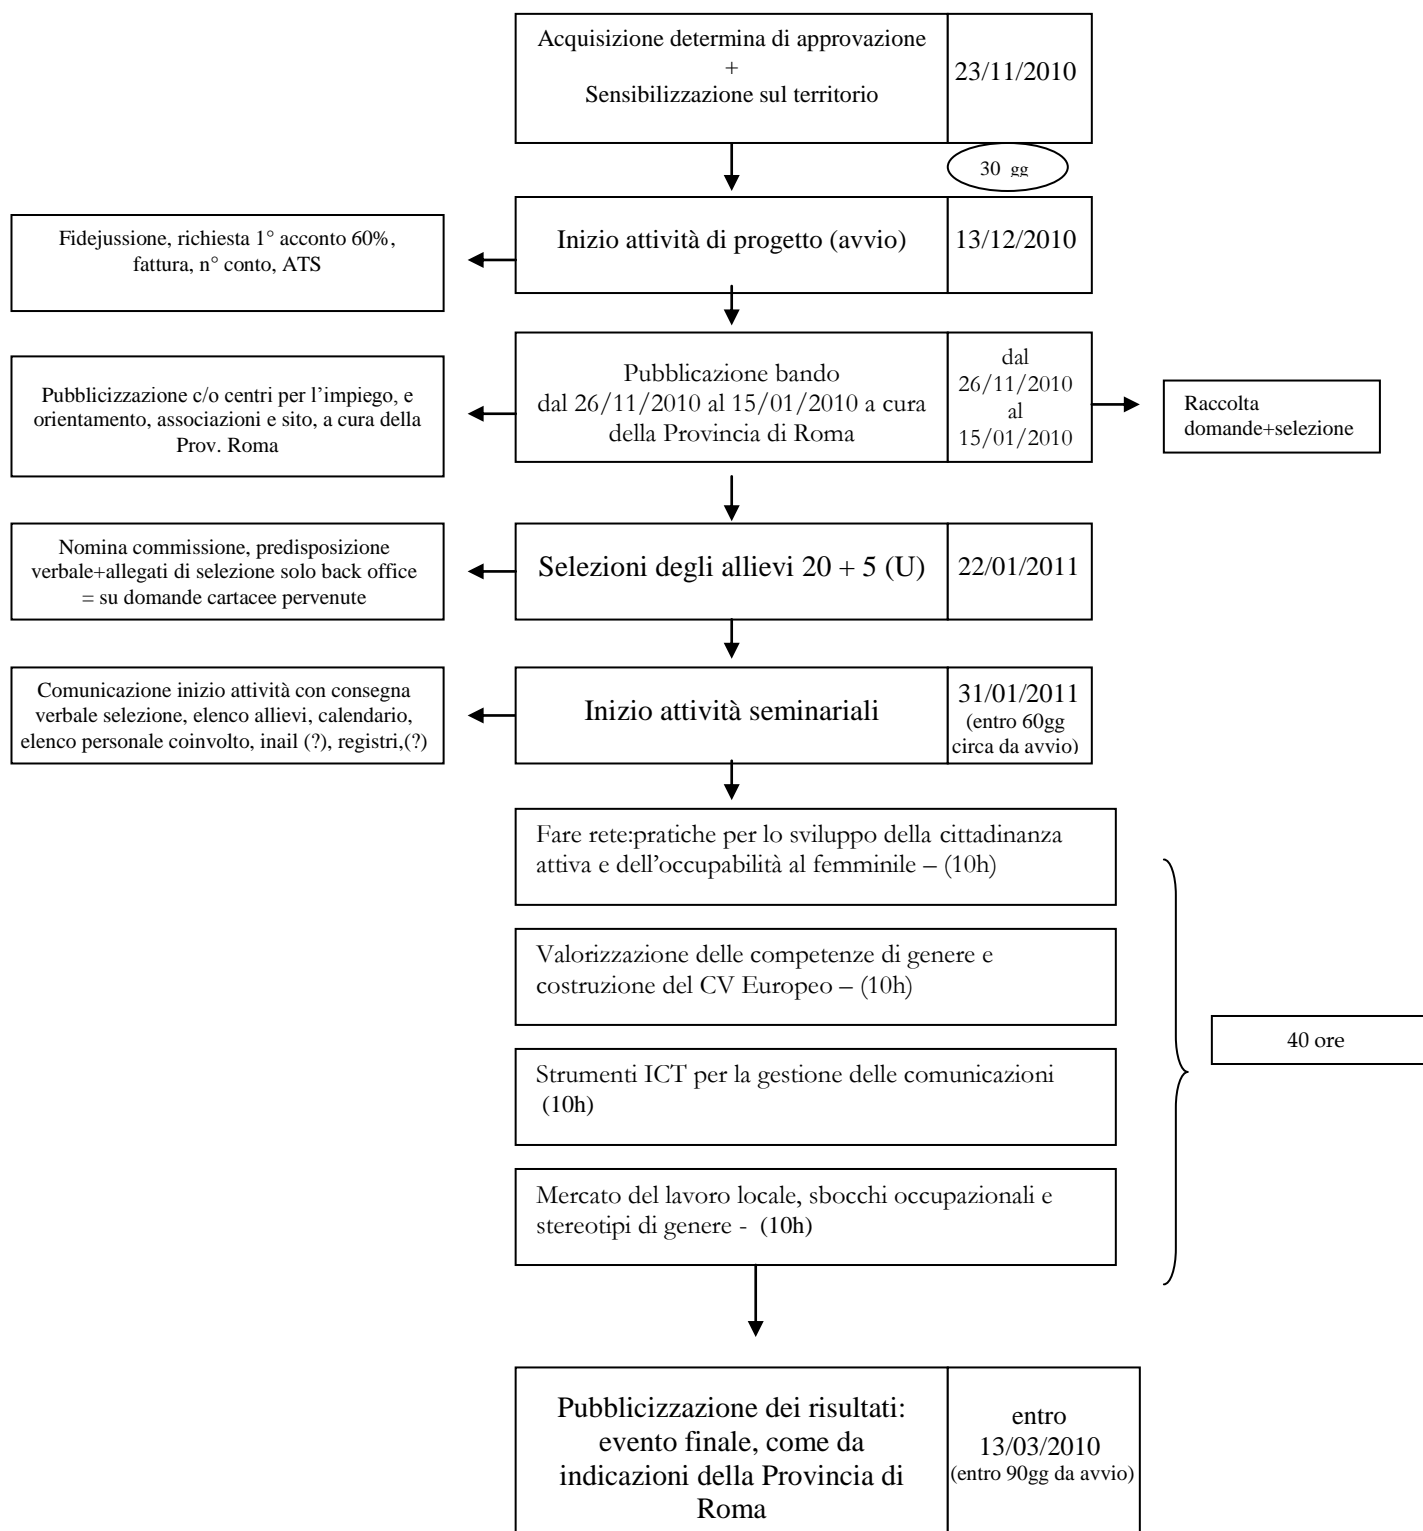 Acquisizione determina di approvazione
+
Sensibilizzazione sul territorio
23/11/2010
30 gg
Inizio attività di progetto (avvio)
13/12/2010
Fidejussione, richiesta 1° acconto 60%,
fattura, n° conto, ATS
Pubblicazione bando
dal 26/11/2010 al 15/01/2010 a cura
della Provincia di Roma
dal
26/11/2010
al
15/01/2010
Pubblicizzazione c/o centri per l'impiego, e
orientamento, associazioni e sito, a cura della
Prov. Roma
Raccolta
domande+selezione
Selezioni degli allievi 20 + 5 (U)
22/01/2011
Nomina commissione, predisposizione
verbale+allegati di selezione solo back office
= su domande cartacee pervenute
Inizio attività seminariali
31/01/2011
(entro 60gg
circa da avvio)
Comunicazione inizio attività con consegna
verbale selezione, elenco allievi, calendario,
elenco personale coinvolto, inail (?), registri,(?)
Fare rete:pratiche per lo sviluppo della cittadinanza
attiva e dell'occupabilità al femminile – (10h)
Valorizzazione delle competenze di genere e
costruzione del CV Europeo – (10h)
Strumenti ICT per la gestione delle comunicazioni
(10h)
Mercato del lavoro locale, sbocchi occupazionali e
stereotipi di genere - (10h)
40 ore
Pubblicizzazione dei risultati:
evento finale, come da
indicazioni della Provincia di
Roma
entro
13/03/2010
(entro 90gg da avvio)